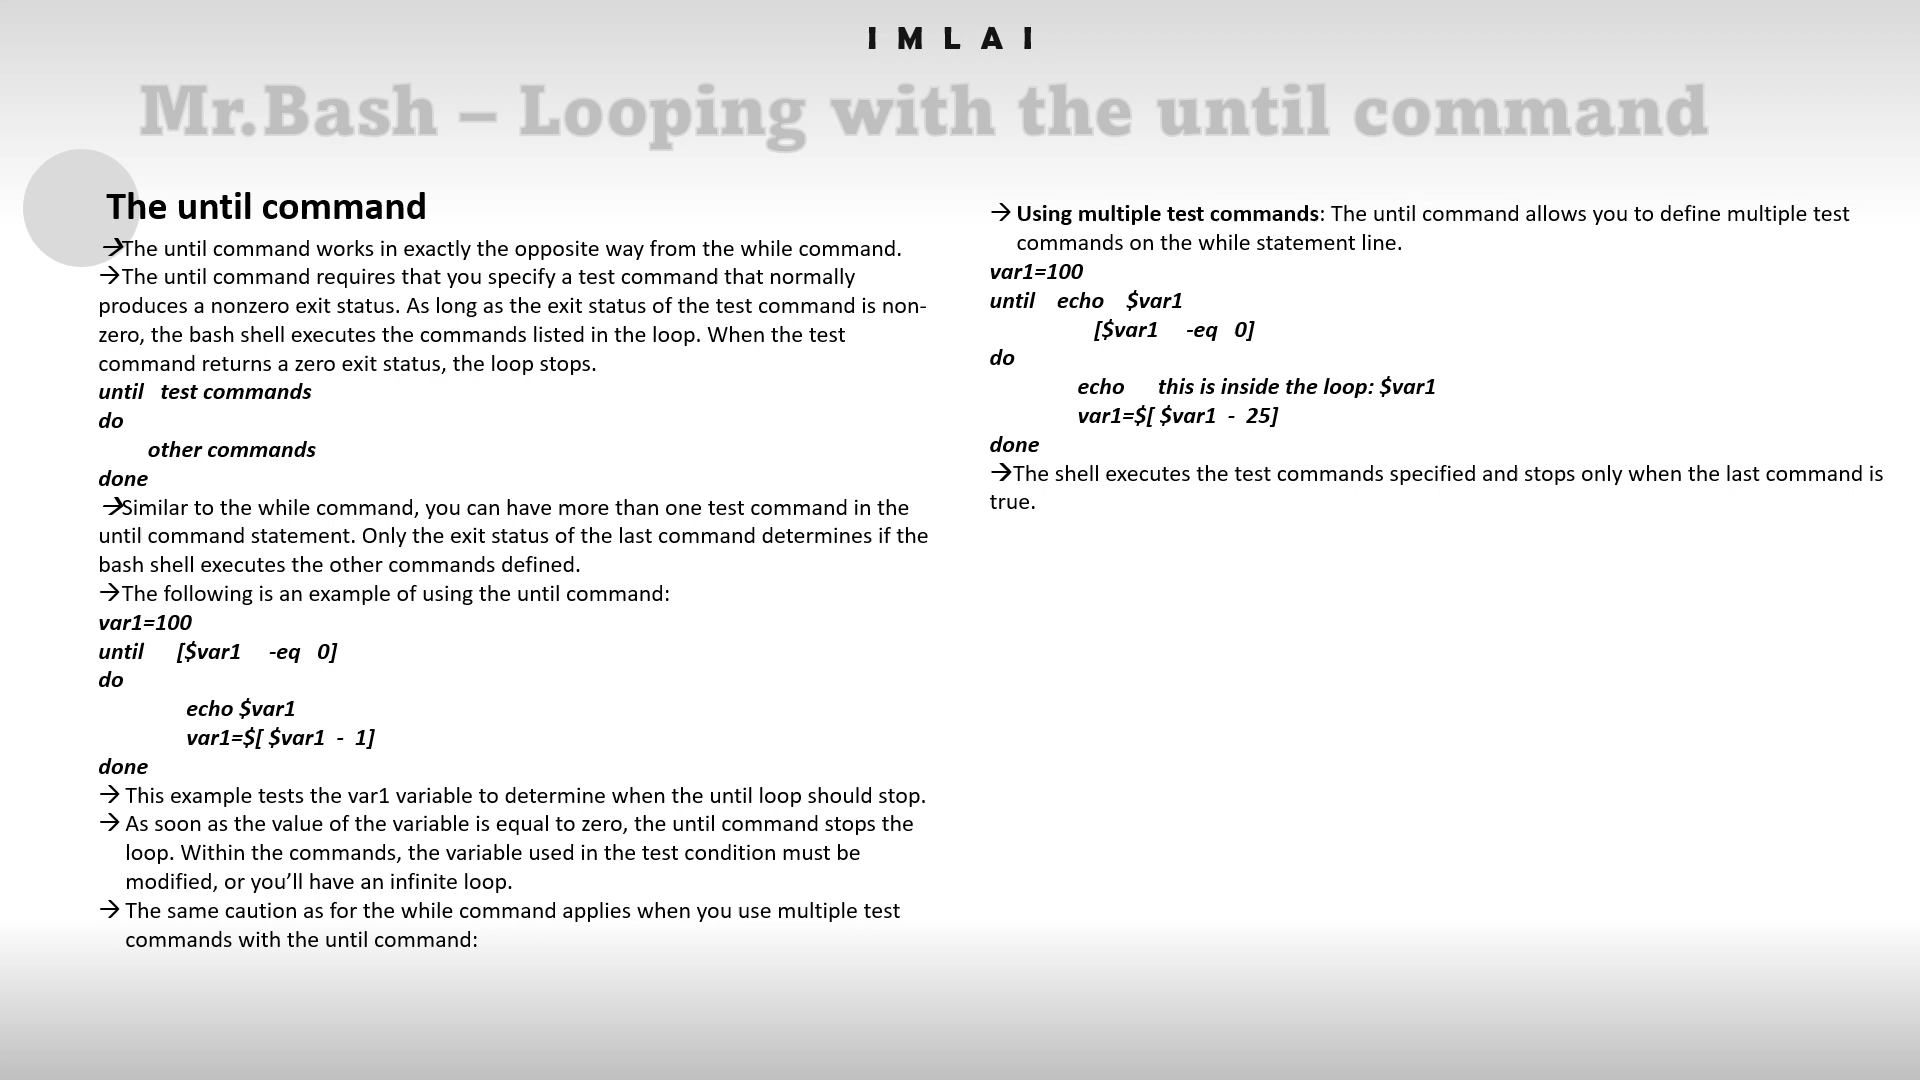 IMLAI
Mr.Bash – Looping with the until command
The until command
→The until command works in exactly the opposite way from the while command.
→The until command requires that you specify a test command that normally
produces a nonzero exit status. As long as the exit status of the test command is non-
zero, the bash shell executes the commands listed in the loop. When the test
command returns a zero exit status, the loop stops.
until test commands
do
other commands
done
→Similar to the while command, you can have more than one test command in the
until command statement. Only the exit status of the last command determines if the
bash shell executes the other commands defined.
→The following is an example of using the until command:
var1=100
until [$var1 -eq 0]
do
echo $var1
var1=$[ $var1 - 1]
done
→ This example tests the var1 variable to determine when the until loop should stop.
→ As soon as the value of the variable is equal to zero, the until command stops the
loop. Within the commands, the variable used in the test condition must be
modified, or you’ll have an infinite loop.
→ The same caution as for the while command applies when you use multiple test
commands with the until command:
→ Using multiple test commands: The until command allows you to define multiple test
commands on the while statement line.
var1=100
until echo $var1
[$var1 -eq 0]
do
echo this is inside the loop: $var1
var1=$[ $var1 - 25]
done
→The shell executes the test commands specified and stops only when the last command is
true.